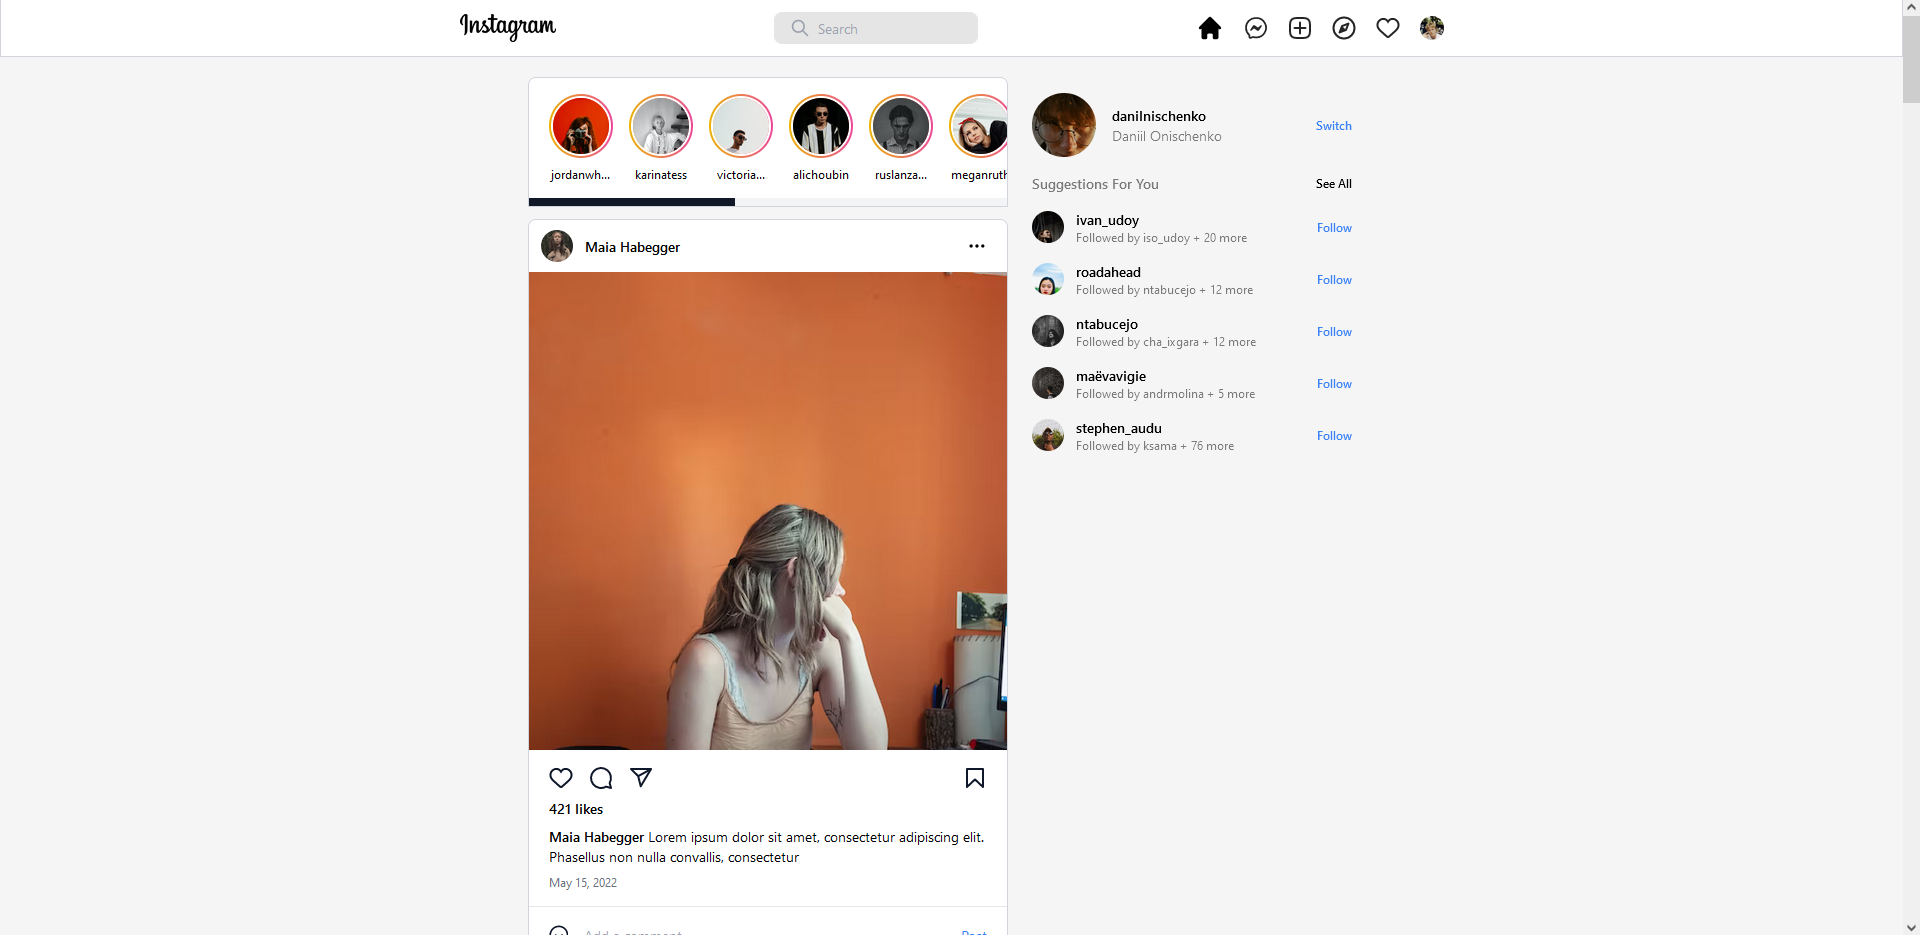 Instagram
Search
jordanwh...
karinatess
victoria...
alichoubin
ruslanza...
meganruth
Maia Habegger
421 likes
Maia Habegger Lorem ipsum dolor sit amet, consectetur adipiscing elit.
Phasellus non nulla convallis, consectetur
May 15, 2022
Add a comment
Post
danilnischenko
Daniil Onischenko
Switch
Suggestions For You
See All
ivan_udoy
Followed by iso_udoy + 20 more
Follow
roadahead
Followed by ntabucejo + 12 more
Follow
ntabucejo
Followed by cha_ixgara + 12 more
Follow
maëvavigie
Followed by andrmolina + 5 more
Follow
stephen_audu
Followed by ksama + 76 more
Follow